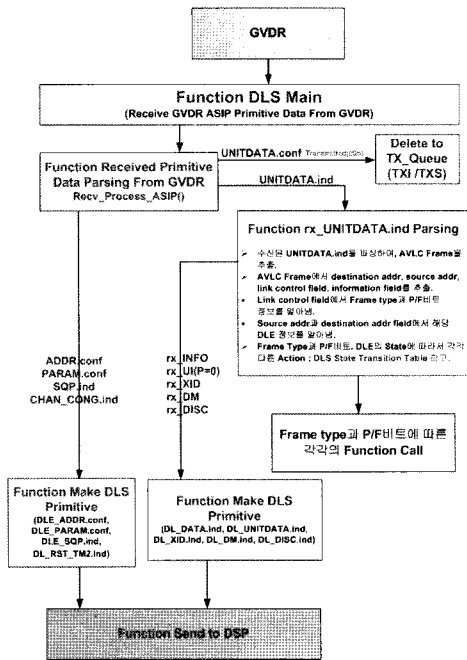 GVDR
Function DLS Main
(Receive GVDR ASIP Primitive Data From GVDR)
UNITDATA.conf
Delete to
TX_Queue
(TXI /TXS)
Function Received Primitive
Data Parsing From GVDR
Recv_Process_ASIP()
UNITDATA.ind
Function rx_UNITDATA.ind Parsing
➢ 수신된 UNITDATA.ind를 파싱하여, AVLC Frame을
추출.
➢ AVLC Frame에서 destination addr, source addr,
link control field, information field를 추출.
➢ Link control field에서 Frame type과 P/F비트
정보를 알아냄.
➢ Source addr과 destination addr field에서 해당
DLE 정보를 알아냄.
➢ Frame Type과 P/F비트, DLE의 State에 따라서 각각
다른 Action ; DLS State Transition Table 참고.
ADDR.conf
PARAM.conf
SQP.ind
CHAN_CONG.ind
rx_INFO
rx_UI(P=0)
rx_XID
rx_DM
rx_DISC
Frame type과 P/F비트에 따른
각각의 Function Call
Function Make DLS
Primitive
(DLE_ADDR.conf,
DLE_PARAM.conf,
DLE_SQP.ind,
DL_RST_TM2.ind)
Function Make DLS
Primitive
(DL_DATA.ind, DL_UNITDATA.ind,
DL_XID.ind, DL_DM.ind, DL_DISC.ind)
Function Send to DSP